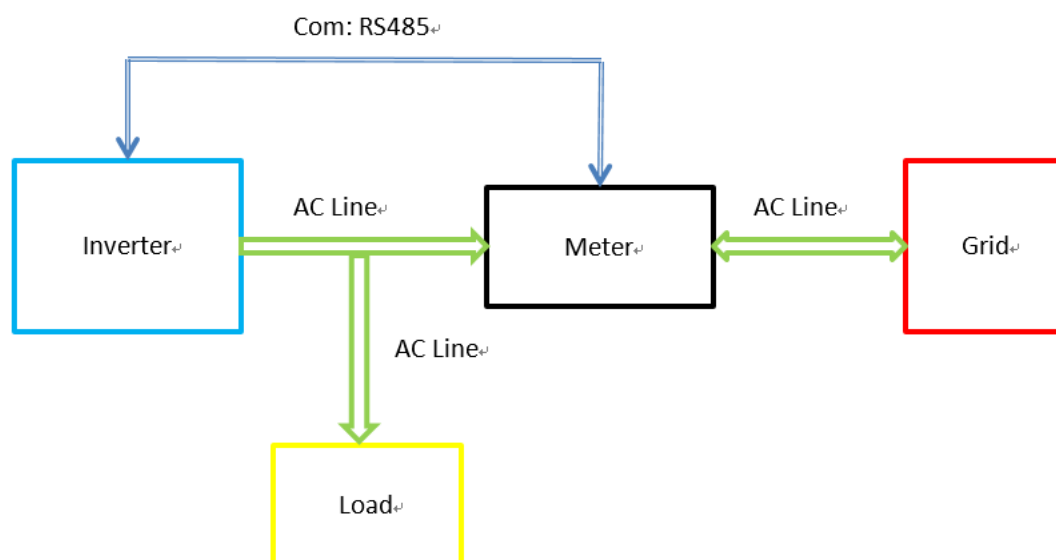 Com: RS485
AC Line
AC Line
Inverter
Meter
Grid
AC Line
Load